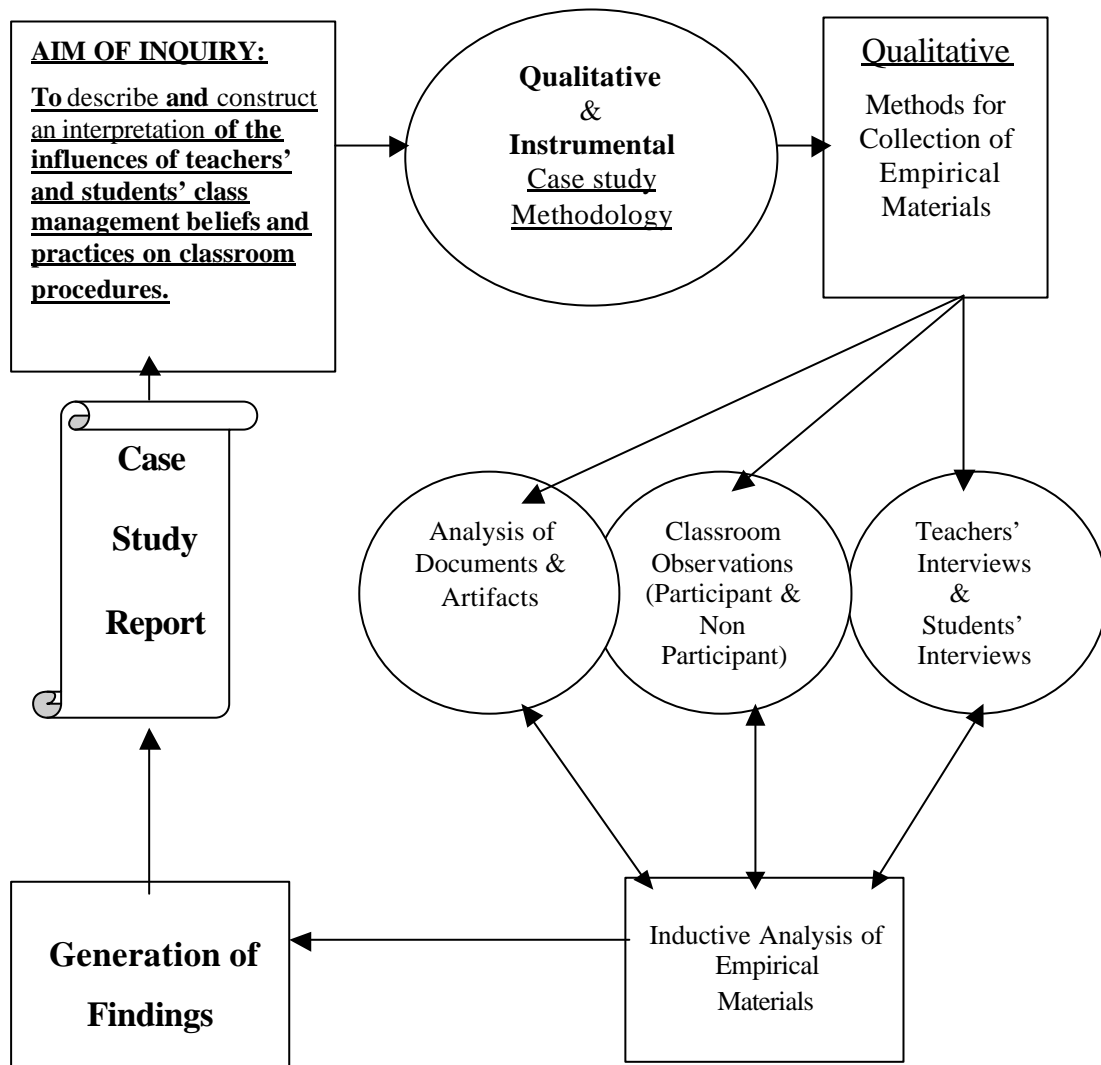 AIM OF INQUIRY:
To describe and construct
an interpretation of the
influences of teachers’
and students’ class
management beliefs and
practices on classroom
procedures.
Qualitative
&
Instrumental
Case study
Methodology
Qualitative
Methods for
Collection of
Empirical
Materials
Case
Study
Report
Analysis of
Documents &
Artifacts
Classroom
Observations
(Participant &
Non
Participant)
Teachers’
Interviews
&
Students’
Interviews
Generation of
Findings
Inductive Analysis of
Empirical
Materials